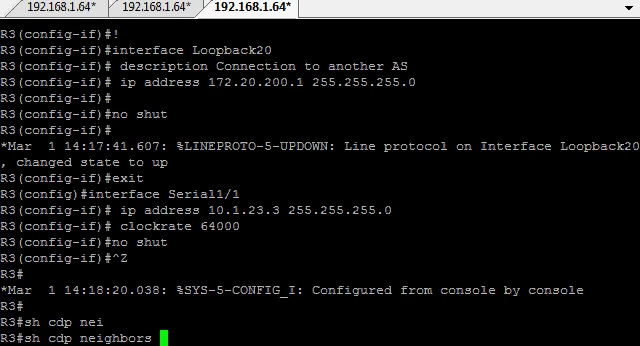 192.168.1.64* 192.168.1.64* 192.168.1.64*
R3(config-if)#!
R3(config-if)#interface Loopback20
R3(config-if)# description Connection to another AS
R3(config-if)# ip address 172.20.200.1 255.255.255.0
R3(config-if)#
R3(config-if)#no shut
R3(config-if)#
*Mar  1 14:17:41.607: %LINEPROTO-5-UPDOWN: Line protocol on Interface Loopback20
, changed state to up
R3(config-if)#exit
R3(config)#interface Serial1/1
R3(config-if)# ip address 10.1.23.3 255.255.255.0
R3(config-if)# clockrate 64000
R3(config-if)#no shut
R3(config-if)#^Z
R3#
*Mar  1 14:18:20.038: %SYS-5-CONFIG_I: Configured from console by console
R3#
R3#sh cdp nei
R3#sh cdp neighbors